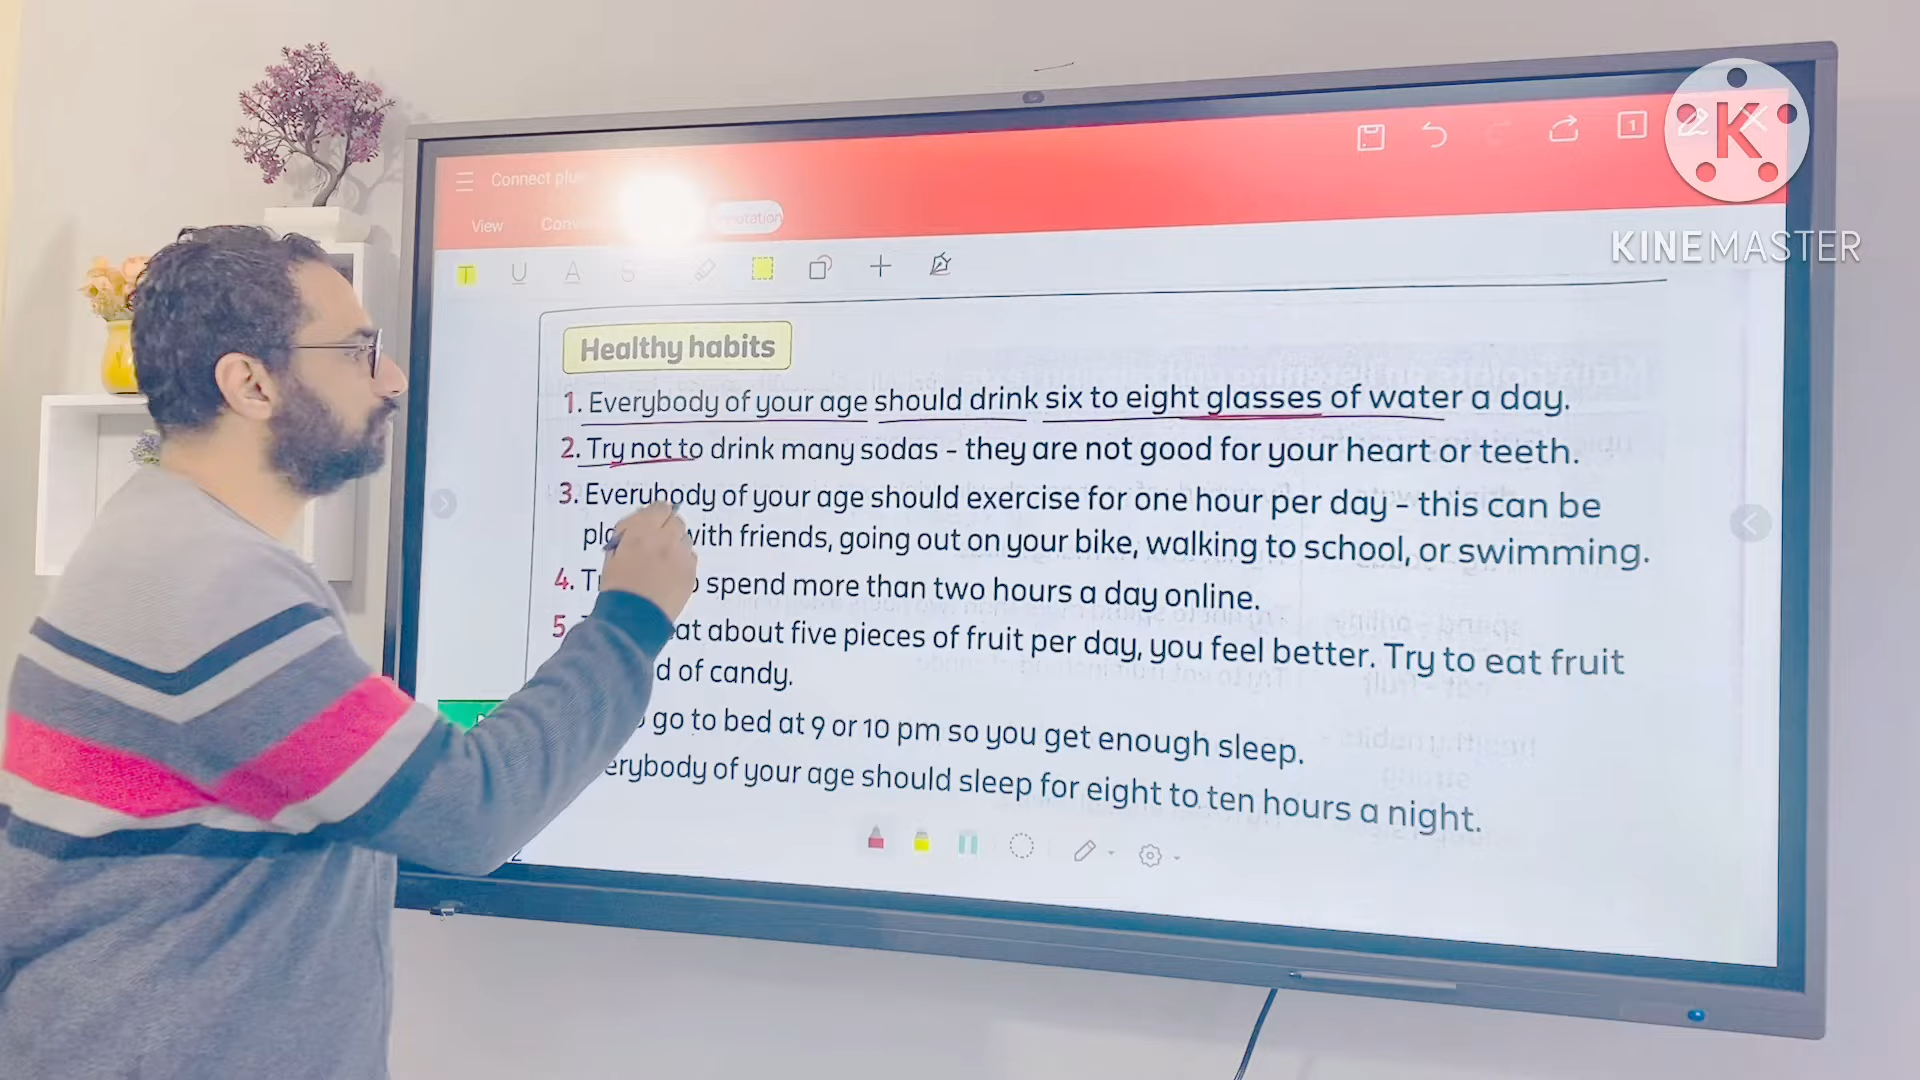 K
KINEMASTER
Connect
View
Healthy habits
1. Everybody of your age should drink six to eight glasses of water a day.
2. Try not to drink many sodas - they are not good for your heart or teeth.
3. Everybody of your age should exercise for one hour per day - this can be
with friends, going out on your bike, walking to school, or swimming.
4. spend more than two hours a day online.
5 about five pieces of fruit per day, you feel better. Try to eat fruit
of candy.
go to bed at 9 or 10 pm so you get enough sleep.
of your age should sleep for eight to ten hours a night.